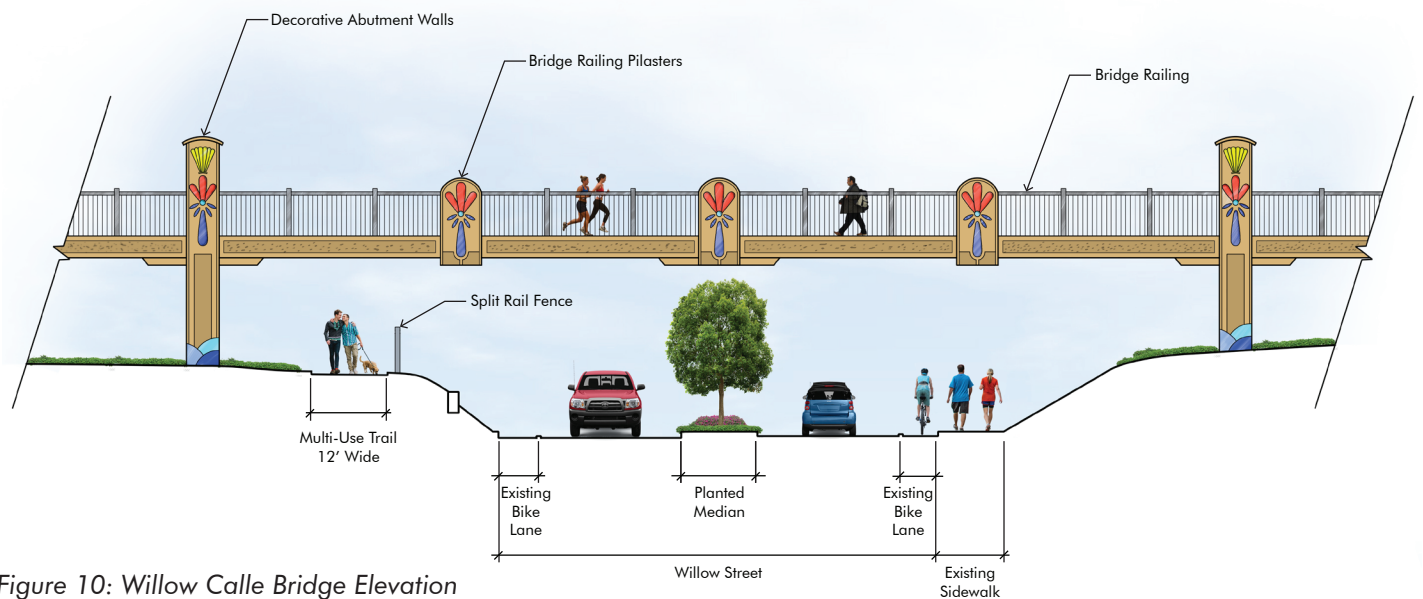 Decorative Abutment Walls
Bridge Railing Pilasters
Bridge Railing
Split Rail Fence
Multi-Use Trail
12' Wide
Existing
Bike
Lane
Planted
Median
Existing
Bike
Lane
Willow Street
Existing
Sidewalk
Figure 10: Willow Calle Bridge Elevation